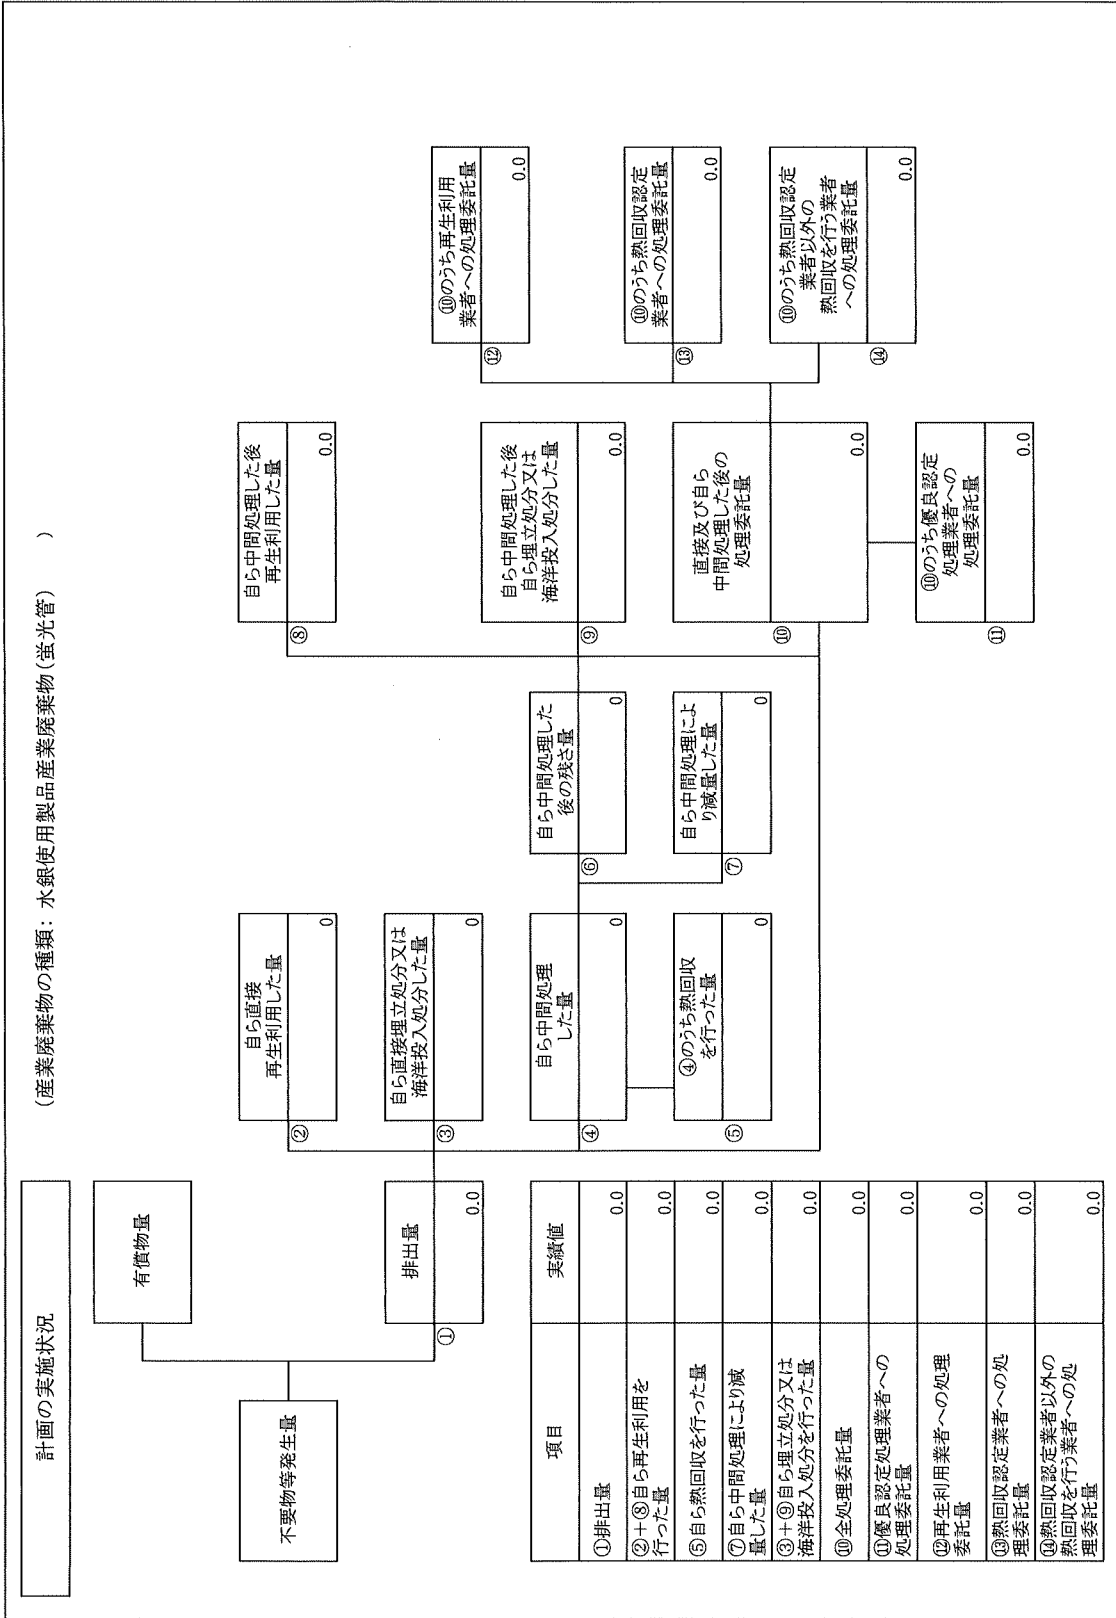 計画の実施状況
(産業廃棄物の種類: 水銀使用製品産業廃棄物(蛍光管) )
不要物等発生量
有償物量
①
排出量
0.0
②
自ら直接
再生利用した量
0
③
自ら直接埋立処分又は
海洋投入処分した量
0
④
自ら中間処理
した量
0
⑤
④のうち熱回収
を行った量
0
⑥
自ら中間処理した
後の残さ量
0
⑦
自ら中間処理によ
り減量した量
0
⑧
自ら中間処理した後
再生利用した量
0.0
⑨
自ら中間処理した後
自ら埋立処分又は
海洋投入処分した量
0.0
⑩
直接及び自ら
中間処理した後の
処理委託量
0.0
⑪
⑩のうち優良認定
処理業者への
処理委託量
0.0
⑫
⑩のうち再生利用
業者への処理委託量
0.0
⑬
⑩のうち熱回収認定
業者への処理委託量
0.0
⑭
⑩のうち熱回収認定
業者以外の
熱回収を行う業者
への処理委託量
0.0
項目 実績値
①排出量 0.0
②+⑧自ら再生利用を
行った量 0.0
⑤自ら熱回収を行った量 0.0
⑦自ら中間処理により減
量した量 0.0
③+⑨自ら埋立処分又は
海洋投入処分を行った量 0.0
⑩全処理委託量 0.0
⑪優良認定処理業者への
処理委託量 0.0
⑫再生利用業者への処理
委託量 0.0
⑬熱回収認定業者への処
理委託量 0.0
⑭熱回収認定業者以外の
熱回収を行う業者への処
理委託量 0.0